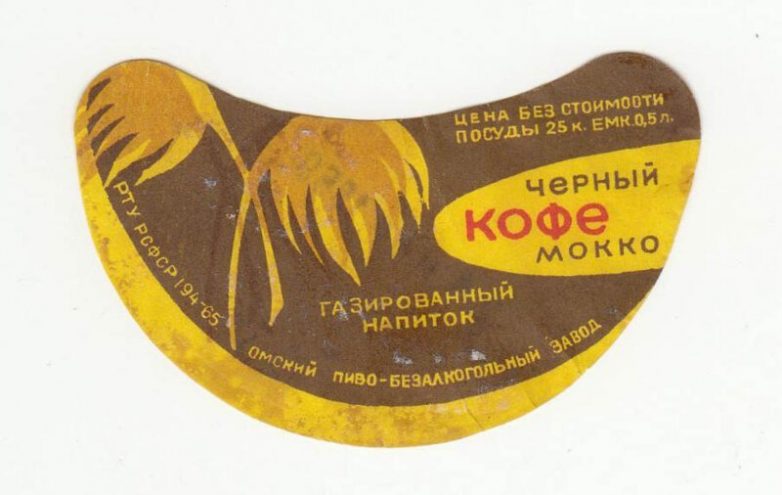 ЦЕНА БЕЗ СТОИМОСТИ
ПОСУДЫ 25 к. ЕМК.0,5 л.
ЧЕРНЫЙ
КОФЕ
МОККО
ГАЗИРОВАННЫЙ
НАПИТОК
РТУ РСФСР 194-65
ОМСКИЙ ПИВО-БЕЗАЛКОГОЛЬНЫЙ ЗАВОД